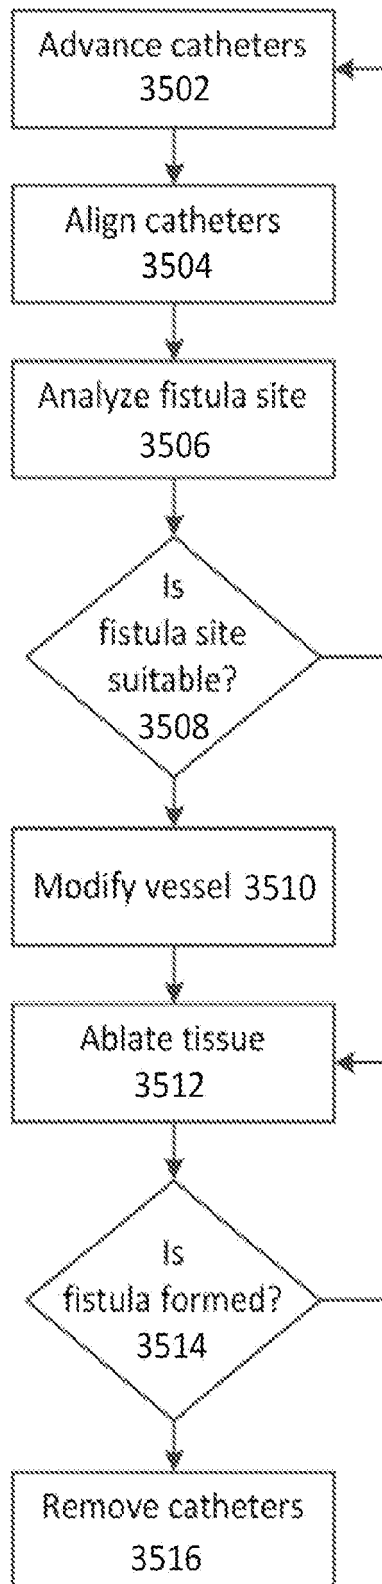 Advance catheters
3502
Align catheters
3504
Analyze fistula site
3506
Is
fistula site
suitable?
3508
Modify vessel 3510
Ablate tissue
3512
Is
fistula formed?
3514
Remove catheters
3516